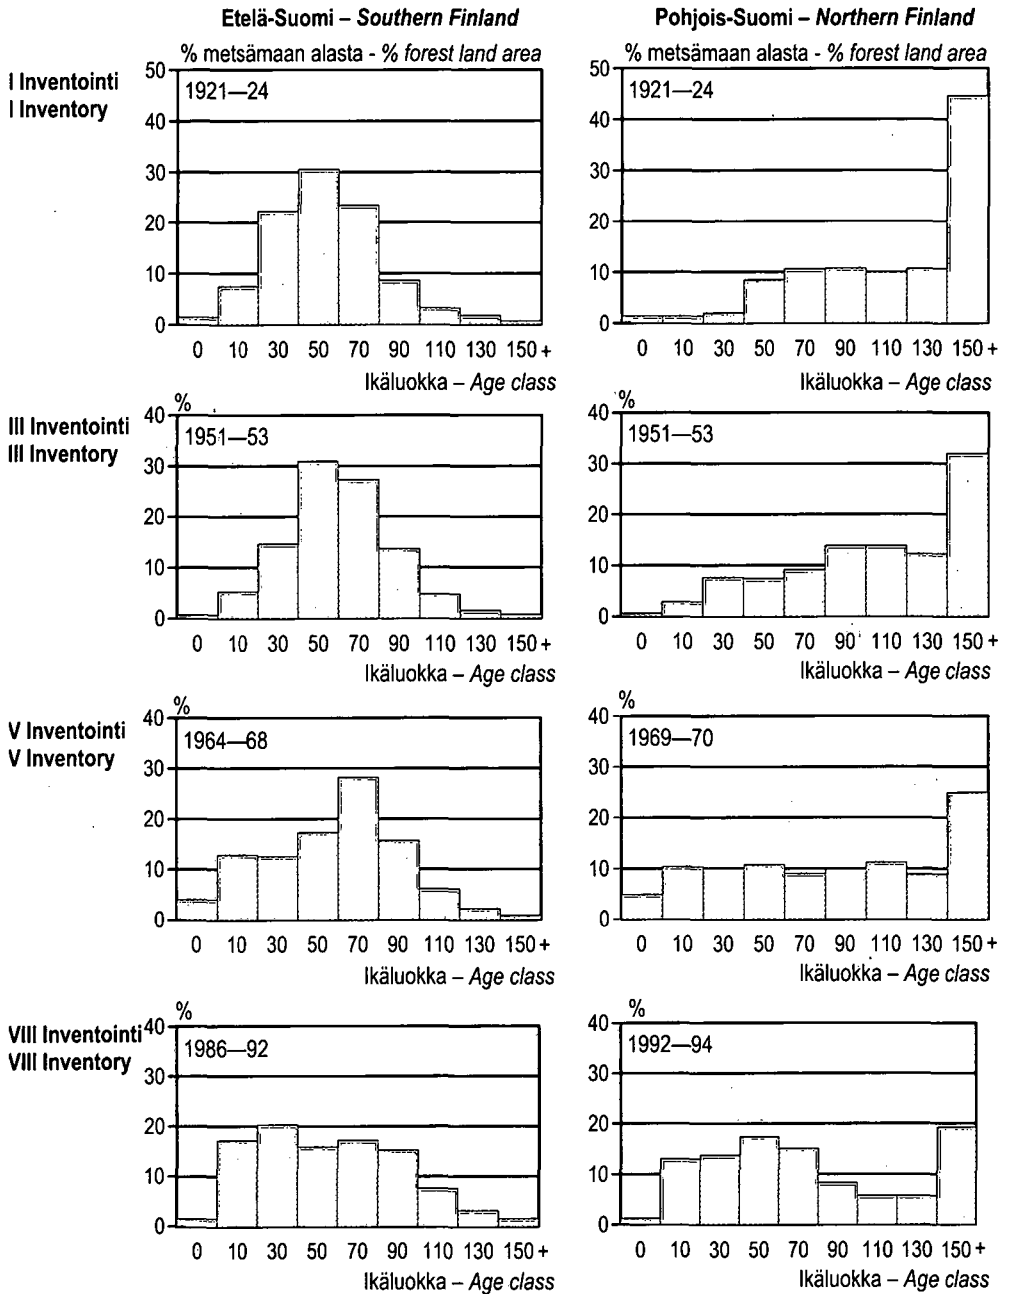 Etelä-Suomi – Southern Finland
Pohjois-Suomi – Northern Finland
% metsämaan alasta - % forest land area
% metsämaan alasta - % forest land area
I Inventointi
I Inventory
50
40
30
20
10
0
1921—24
0 10 30 50 70 90 110 130 150 +
Ikäluokka – Age class
50
40
30
20
10
0
1921—24
0 10 30 50 70 90 110 130 150 +
Ikäluokka – Age class
III Inventointi
III Inventory
%
40
30
20
10
0
1951—53
0 10 30 50 70 90 110 130 150 +
Ikäluokka – Age class
%
40
30
20
10
0
1951—53
0 10 30 50 70 90 110 130 150 +
Ikäluokka – Age class
V Inventointi
V Inventory
%
40
30
20
10
0
1964—68
0 10 30 50 70 90 110 130 150 +
Ikäluokka – Age class
%
40
30
20
10
0
1969—70
0 10 30 50 70 90 110 130 150 +
Ikäluokka – Age class
VIII Inventointi
VIII Inventory
%
40
30
20
10
0
1986—92
0 10 30 50 70 90 110 130 150 +
Ikäluokka – Age class
%
40
30
20
10
0
1992—94
0 10 30 50 70 90 110 130 150 +
Ikäluokka – Age class